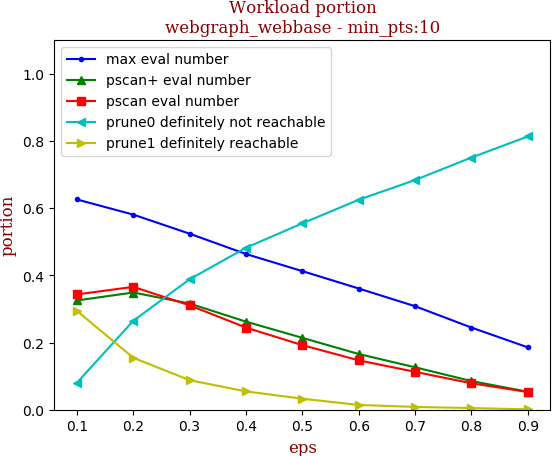 Workload portion
webgraph_webbase - min_pts:10
max eval number
pscan+ eval number
pscan eval number
prune0 definitely not reachable
prune1 definitely reachable
portion
1.0
0.8
0.6
0.4
0.2
0.0
0.1 0.2 0.3 0.4 0.5 0.6 0.7 0.8 0.9
eps